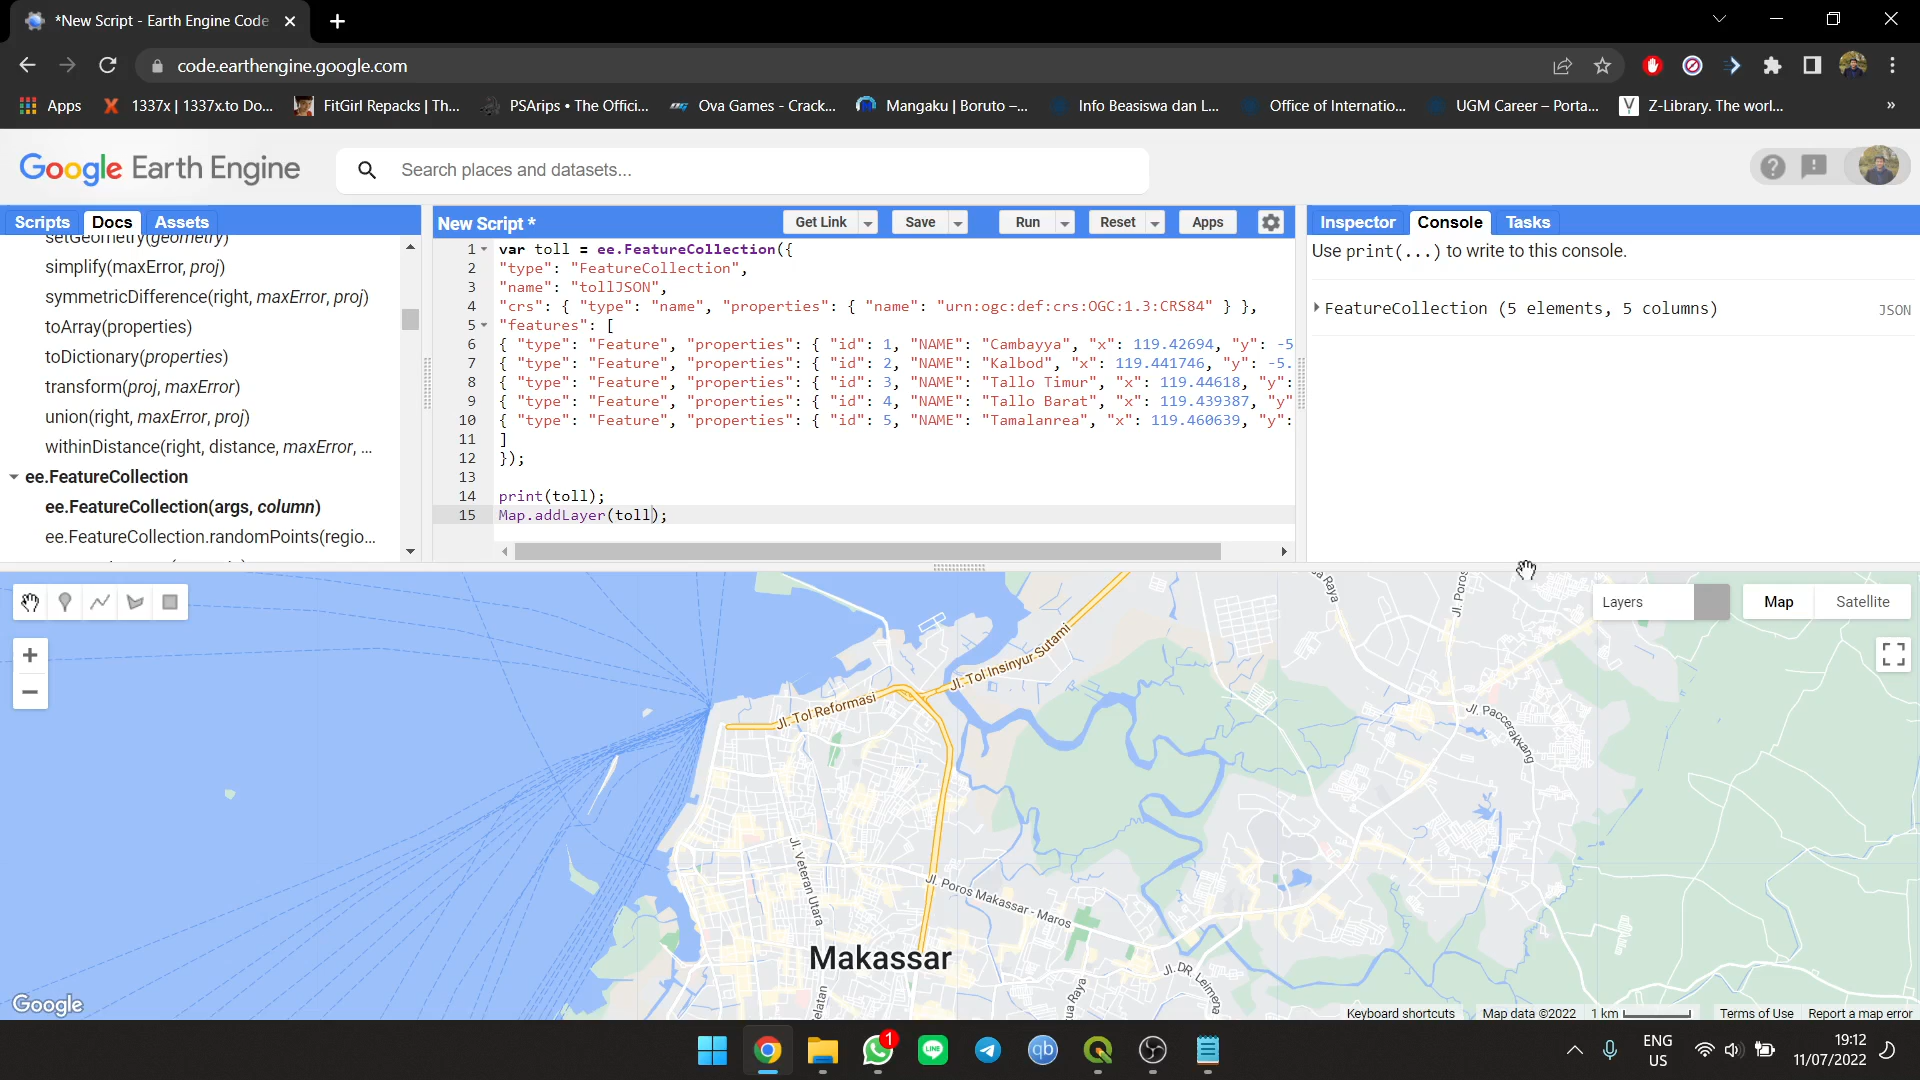 *New Script - Earth Engine Code
code.earthengine.google.com
Apps
1337x | 1337x.to Do...
FitGirl Repacks | Th...
PSArips • The Offici...
Ova Games - Crack...
Mangaku | Boruto –...
Info Beasiswa dan L...
Office of Internatio...
UGM Career – Porta...
Z-Library. The worl...
»
Google Earth Engine
Search places and datasets...
Scripts Docs Assets
setGeometry(geometry)
simplify(maxError, proj)
symmetricDifference(right, maxError, proj)
toArray(properties)
toDictionary(properties)
transform(proj, maxError)
union(right, maxError, proj)
withinDistance(right, distance, maxError, ...
ee.FeatureCollection
ee.FeatureCollection(args, column)
ee.FeatureCollection.randomPoints(regio...
New Script *
Get Link Save Run Reset Apps
1 var toll = ee.FeatureCollection({
2 "type": "FeatureCollection",
3 "name": "tollJSON",
4 "crs": { "type": "name", "properties": { "name": "urn:ogc:def:crs:OGC:1.3:CRS84" } },
5 "features": [
6 { "type": "Feature", "properties": { "id": 1, "NAME": "Cambayya", "x": 119.42694, "y": -5
7 { "type": "Feature", "properties": { "id": 2, "NAME": "Kalbod", "x": 119.441746, "y": -5.
8 { "type": "Feature", "properties": { "id": 3, "NAME": "Tallo Timur", "x": 119.44618, "y":
9 { "type": "Feature", "properties": { "id": 4, "NAME": "Tallo Barat", "x": 119.439387, "y"
10 { "type": "Feature", "properties": { "id": 5, "NAME": "Tamalanrea", "x": 119.460639, "y":
11 ]
12 });
13
14 print(toll);
15 Map.addLayer(toll);
Inspector Console Tasks
Use print(...) to write to this console.
FeatureCollection (5 elements, 5 columns)
JSON
Layers
Map Satellite
Jl. Tol Insinyur Sutami
Jl. Tol Reformasi
Raya
Jl. Poros
Jl. Paccerakkang
Jl. Veteran Utara
Jl. Poros Makassar - Maros
Makassar
Jl. DR. Leimena
Raya
Google
Keyboard shortcuts
Map data ©2022
1 km
Terms of Use
Report a map error
1
LINE
qb
ENG
US
19:12
11/07/2022